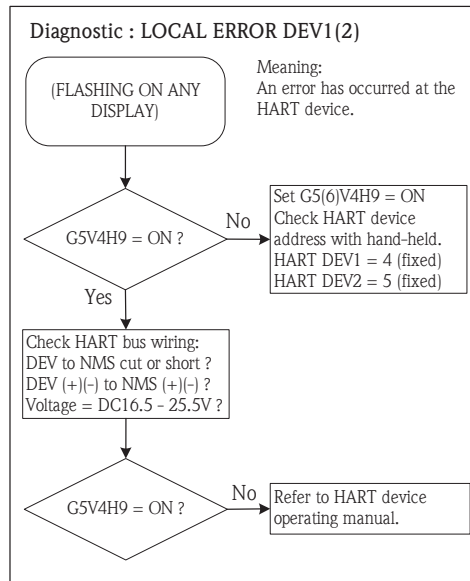 Diagnostic : LOCAL ERROR DEV1(2)
(FLASHING ON ANY
DISPLAY)
Meaning:
An error has occurred at the
HART device.
G5V4H9 = ON ?
No
Set G5(6)V4H9 = ON
Check HART device
address with hand-held.
HART DEV1 = 4 (fixed)
HART DEV2 = 5 (fixed)
Yes
Check HART bus wiring:
DEV to NMS cut or short ?
DEV (+)(-) to NMS (+)(-) ?
Voltage = DC16.5 - 25.5V ?
G5V4H9 = ON ?
No
Refer to HART device
operating manual.